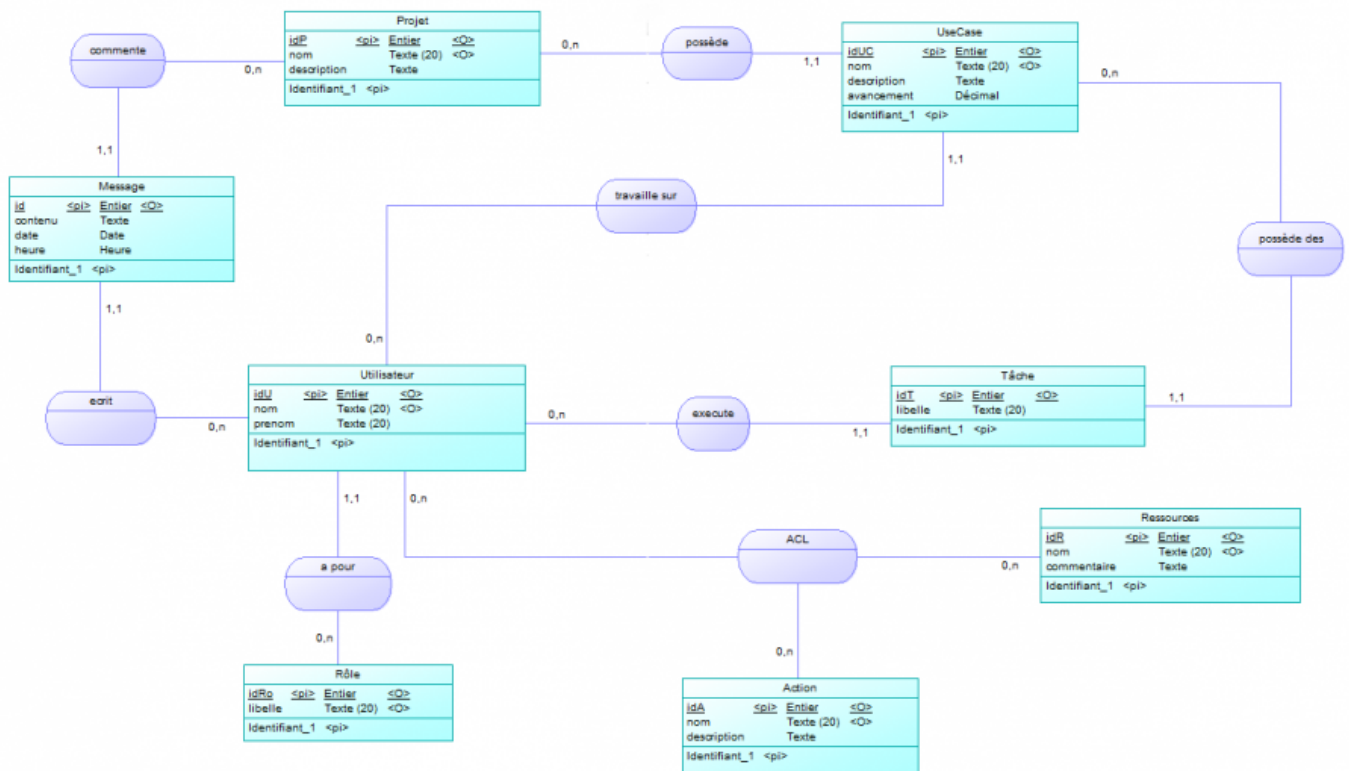 Projet
idP <pi> Entier <O>
nom Texte (20) <O>
description Texte
Identifiant_1 <pi>
UseCase
idUC <pi> Entier <O>
nom Texte (20) <O>
description Texte
avancement Décimal
Identifiant_1 <pi>
commente
0,n
1,1
possède
0,n
1,1
0,n
1,1
Message
id <pi> Entier <O>
contenu Texte
date Date
heure Heure
Identifiant_1 <pi>
travaille sur
possède des
1,1
0,n
ecrit
0,n
Utilisateur
idU <pi> Entier <O>
nom Texte (20) <O>
prenom Texte (20)
Identifiant_1 <pi>
0,n
execute
1,1
Tâche
idT <pi> Entier <O>
libelle Texte (20)
Identifiant_1 <pi>
1,1
1,1
0,n
a pour
0,n
ACL
0,n
0,n
Ressources
idR <pi> Entier <O>
nom Texte (20) <O>
commentaire Texte
Identifiant_1 <pi>
Rôle
idRo <pi> Entier <O>
libelle Texte (20) <O>
Identifiant_1 <pi>
Action
idA <pi> Entier <O>
nom Texte (20) <O>
description Texte
Identifiant_1 <pi>